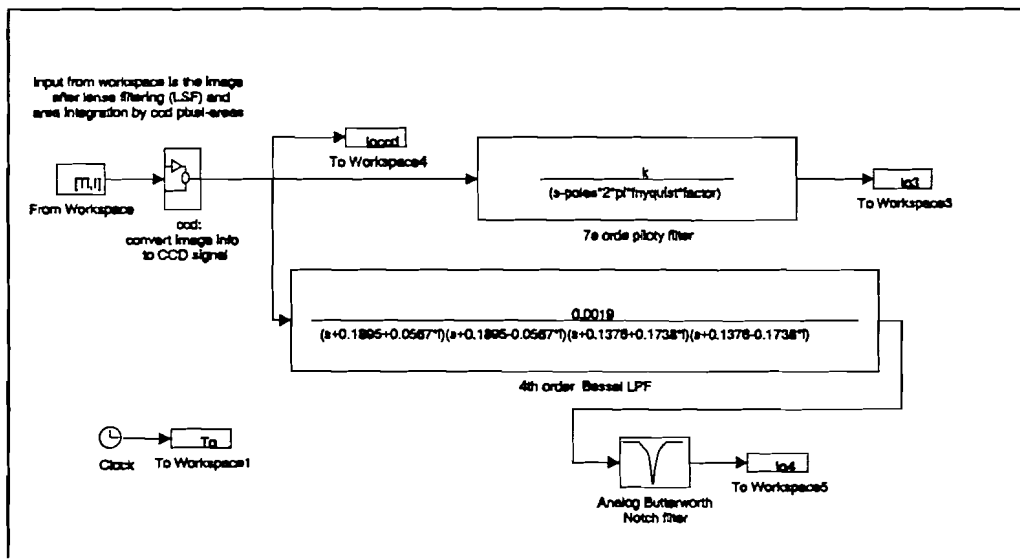 Input from workspace is the image
after lense filtering (LSF) and
area integration by ccd pixel-areas
[Ti,I]
From Workspace
ccd:
convert image info
to CCD signal
Ioccd
To Workspace4
k
(s-poles*2*pi*fnyquist*factor)
7e orde piloty filter
Io3
To Workspace3
0.0019
(s+0.1895+0.0567*i)(s+0.1895-0.0567*i)(s+0.1376+0.1738*i)(s+0.1376-0.1738*i)
4th order Bessel LPF
Clock
To
To Workspace1
Analog Butterworth
Notch filter
Io4
To Workspace5